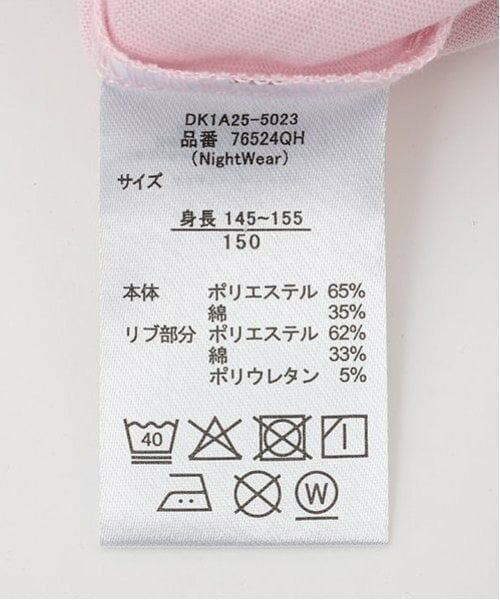 DK1A25-5023
品番 76524QH
(NightWear)
サイズ
身長 145~155
150
本体 ポリエステル 65%
綿 35%
リブ部分 ポリエステル 62%
綿 33%
ポリウレタン 5%
40
W